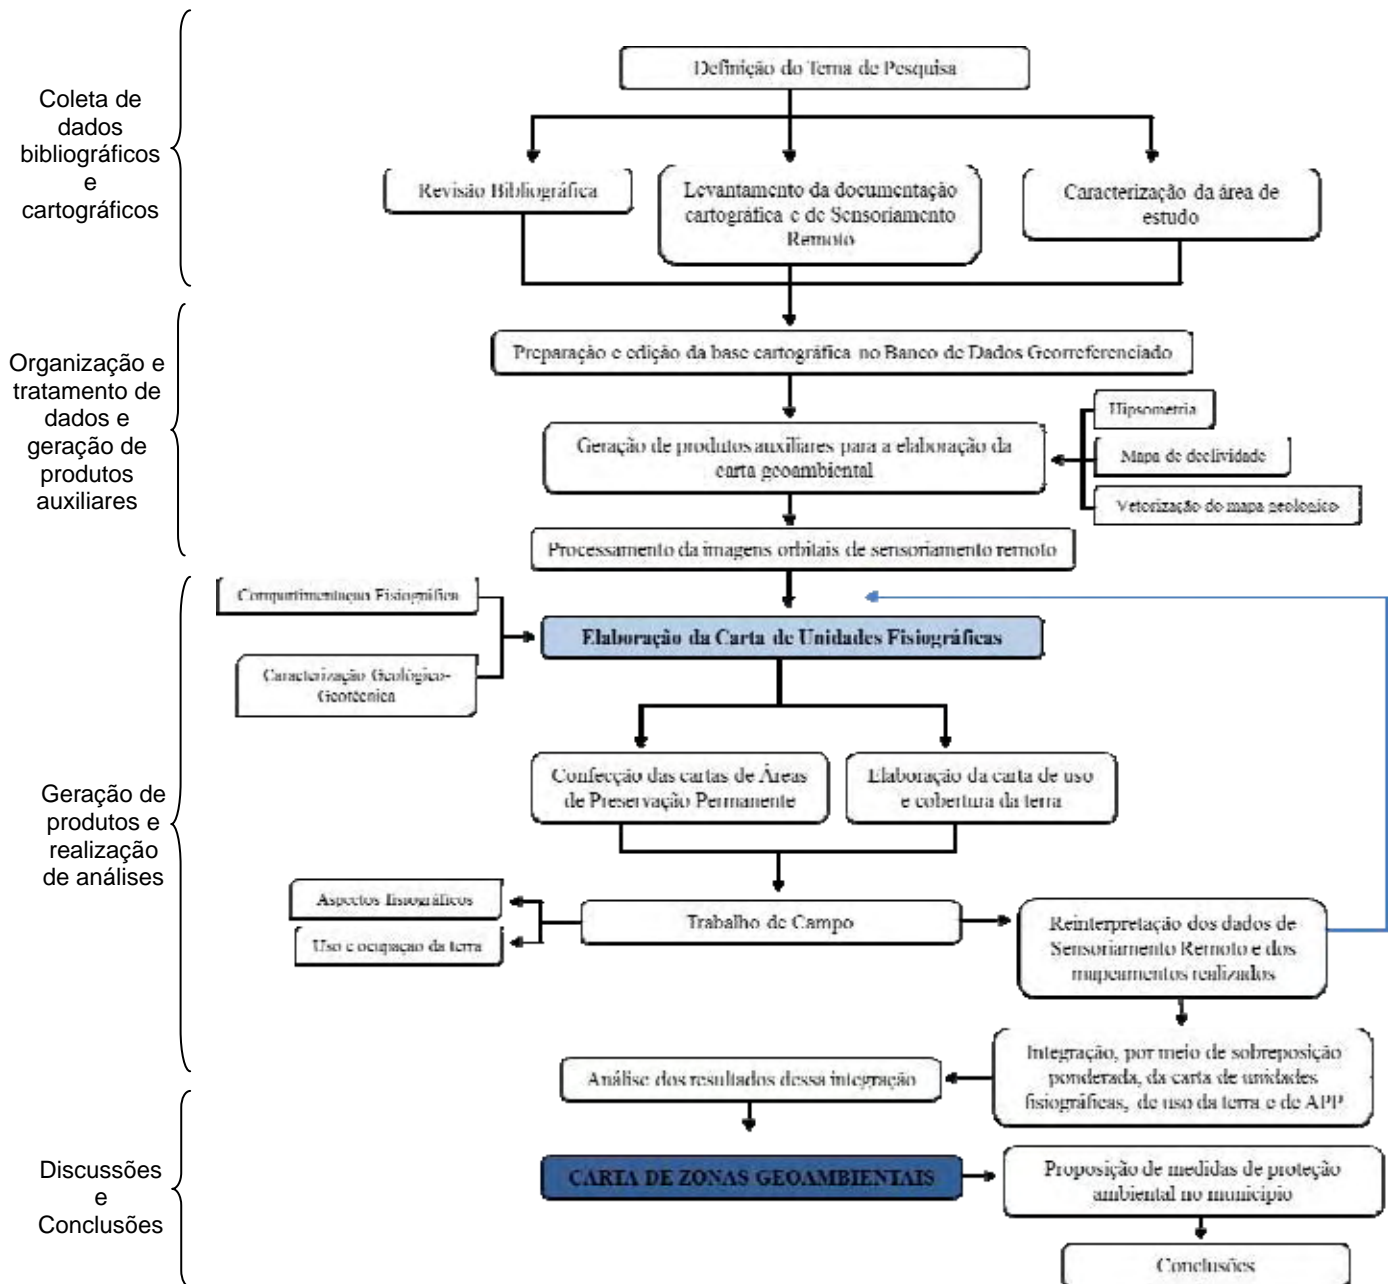 Coleta de
dados
bibliográficos
e
cartográficos
Definição do Tema de Pesquisa
Revisão Bibliográfica
Levantamento da documentação
cartográfica e de Sensoriamento
Remoto
Caracterização da área de
estudo
Organização e
tratamento de
dados e
geração de
produtos
auxiliares
Preparação e edição da base cartográfica no Banco de Dados Georreferenciado
Geração de produtos auxiliares para a elaboração da
carta geoambiental
Hipsometria
Mapa de declividade
Vetorização do mapa geologico
Processamento da imagens orbitais de sensoriamento remoto
Geração de
produtos e
realização
de análises
Compartimentação Fisiográfica
Caracterização Geológico-
Geotécnica
Elaboração da Carta de Unidades Fisiográficas
Confecção das cartas de Áreas
de Preservação Permanente
Elaboração da carta de uso
e cobertura da terra
Aspectos fisiográficos
Uso e ocupação da terra
Trabalho de Campo
Reinterpretação dos dados de
Sensoriamento Remoto e dos
mapeamentos realizados
Integração, por meio de sobreposição
ponderada, da carta de unidades
fisiográficas, de uso da terra e de APP
Análise dos resultados dessa integração
Discussões
e
Conclusões
CARTA DE ZONAS GEOAMBIENTAIS
Proposição de medidas de proteção
ambiental no município
Conclusões